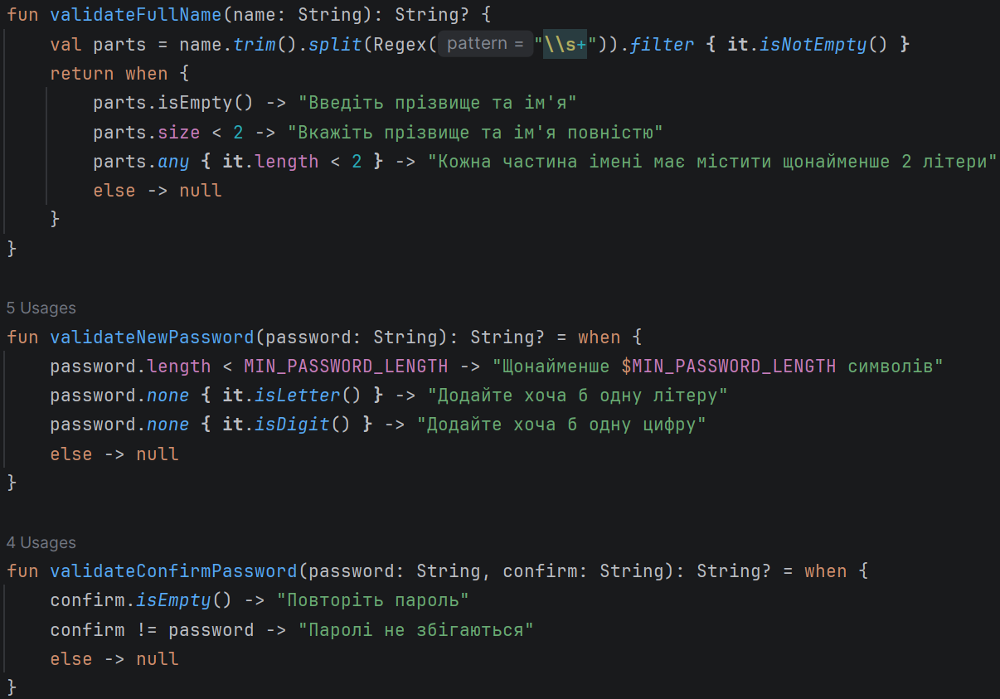 fun validateFullName(name: String): String? {
    val parts = name.trim().split(Regex( pattern = "\\s+")).filter { it.isNotEmpty() }
    return when {
        parts.isEmpty() -> "Введіть прізвище та ім'я"
        parts.size < 2 -> "Вкажіть прізвище та ім'я повністю"
        parts.any { it.length < 2 } -> "Кожна частина імені має містити щонайменше 2 літери"
        else -> null
    }
}
5 Usages
fun validateNewPassword(password: String): String? = when {
    password.length < MIN_PASSWORD_LENGTH -> "Щонайменше $MIN_PASSWORD_LENGTH символів"
    password.none { it.isLetter() } -> "Додайте хоча б одну літеру"
    password.none { it.isDigit() } -> "Додайте хоча б одну цифру"
    else -> null
}
4 Usages
fun validateConfirmPassword(password: String, confirm: String): String? = when {
    confirm.isEmpty() -> "Повторіть пароль"
    confirm != password -> "Паролі не збігаються"
    else -> null
}